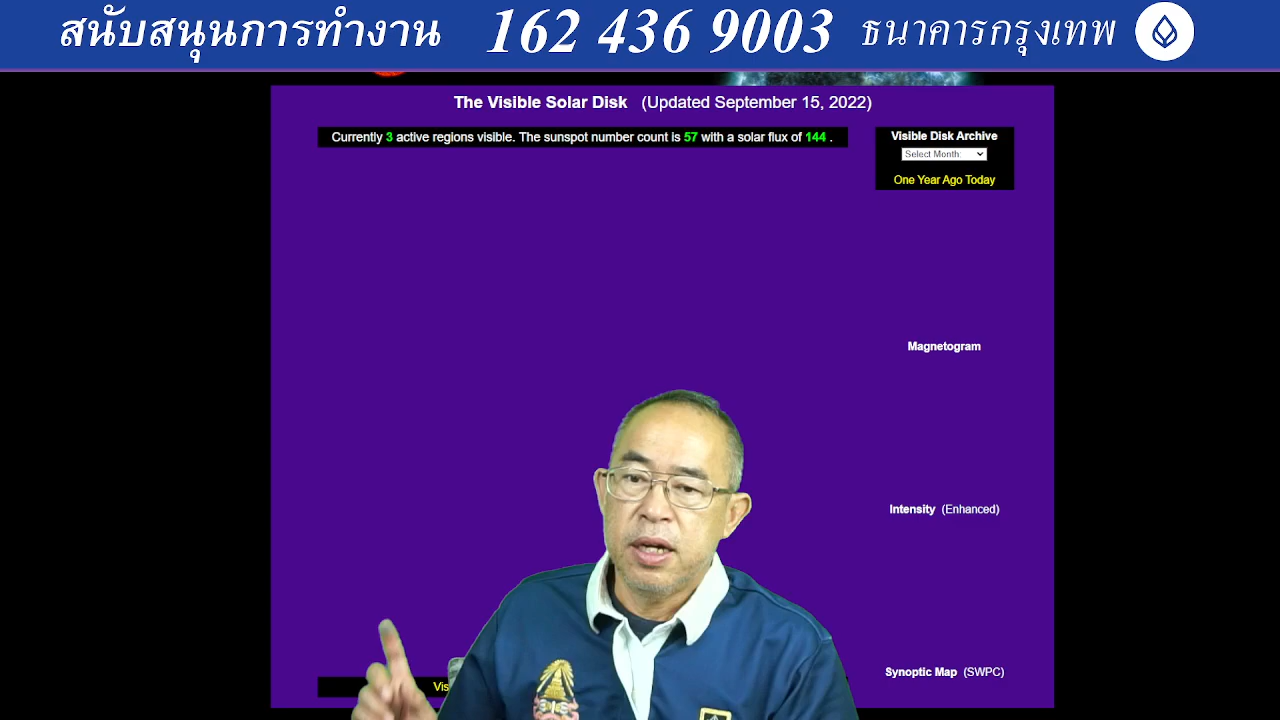 สนับสนุนการทำงาน 162 436 9003 ธนาคารกรุงเทพ
The Visible Solar Disk (Updated September 15, 2022)
Currently 3 active regions visible. The sunspot number count is 57 with a solar flux of 144 .
Visible Disk Archive
Select Month:
One Year Ago Today
Magnetogram
Intensity (Enhanced)
Synoptic Map (SWPC)